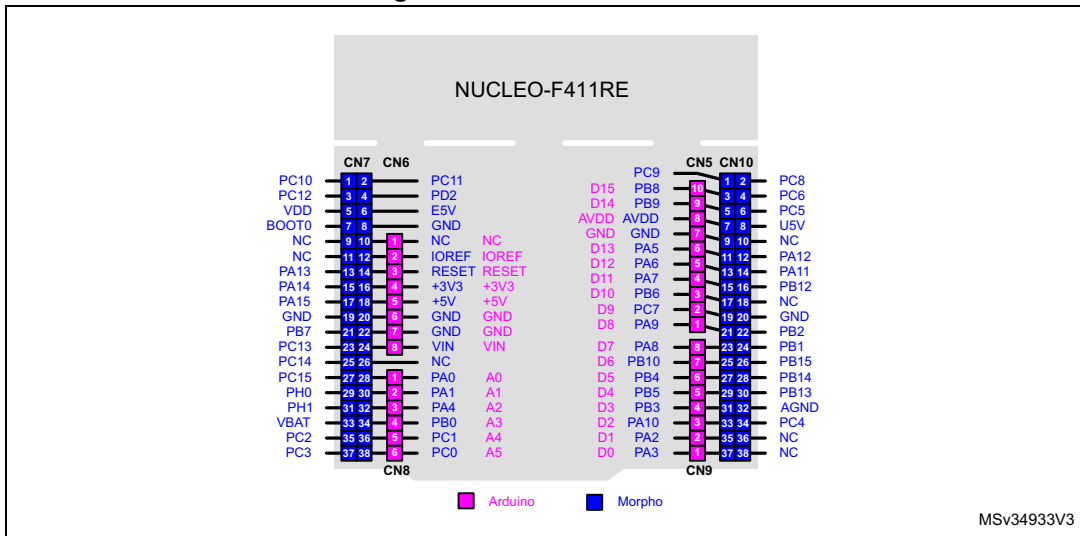 NUCLEO-F411RE
CN7 CN6 CN5 CN10
PC9
PC10 1 2 PC11 D15 PB8 10 1 2 PC8
PC12 3 4 PD2 D14 PB9 9 3 4 PC6
VDD 5 6 E5V AVDD AVDD 8 5 6 PC5
BOOT0 7 8 GND GND GND 7 7 8 U5V
NC 9 10 1 NC NC D13 PA5 6 9 10 NC
NC 11 12 2 IOREF IOREF D12 PA6 5 11 12 PA12
PA13 13 14 3 RESET RESET D11 PA7 4 13 14 PA11
PA14 15 16 4 +3V3 +3V3 D10 PB6 3 15 16 PB12
PA15 17 18 5 +5V +5V D9 PC7 2 17 18 NC
GND 19 20 6 GND GND D8 PA9 1 19 20 GND
PB7 21 22 7 GND GND 21 22 PB2
PC13 23 24 8 VIN VIN D7 PA8 8 23 24 PB1
PC14 25 26 NC D6 PB10 7 25 26 PB15
PC15 27 28 1 PA0 A0 D5 PB4 6 27 28 PB14
PH0 29 30 2 PA1 A1 D4 PB5 5 29 30 PB13
PH1 31 32 3 PA4 A2 D3 PB3 4 31 32 AGND
VBAT 33 34 4 PB0 A3 D2 PA10 3 33 34 PC4
PC2 35 36 5 PC1 A4 D1 PA2 2 35 36 NC
PC3 37 38 6 PC0 A5 D0 PA3 1 37 38 NC
CN8 CN9
Arduino Morpho
MSv34933V3